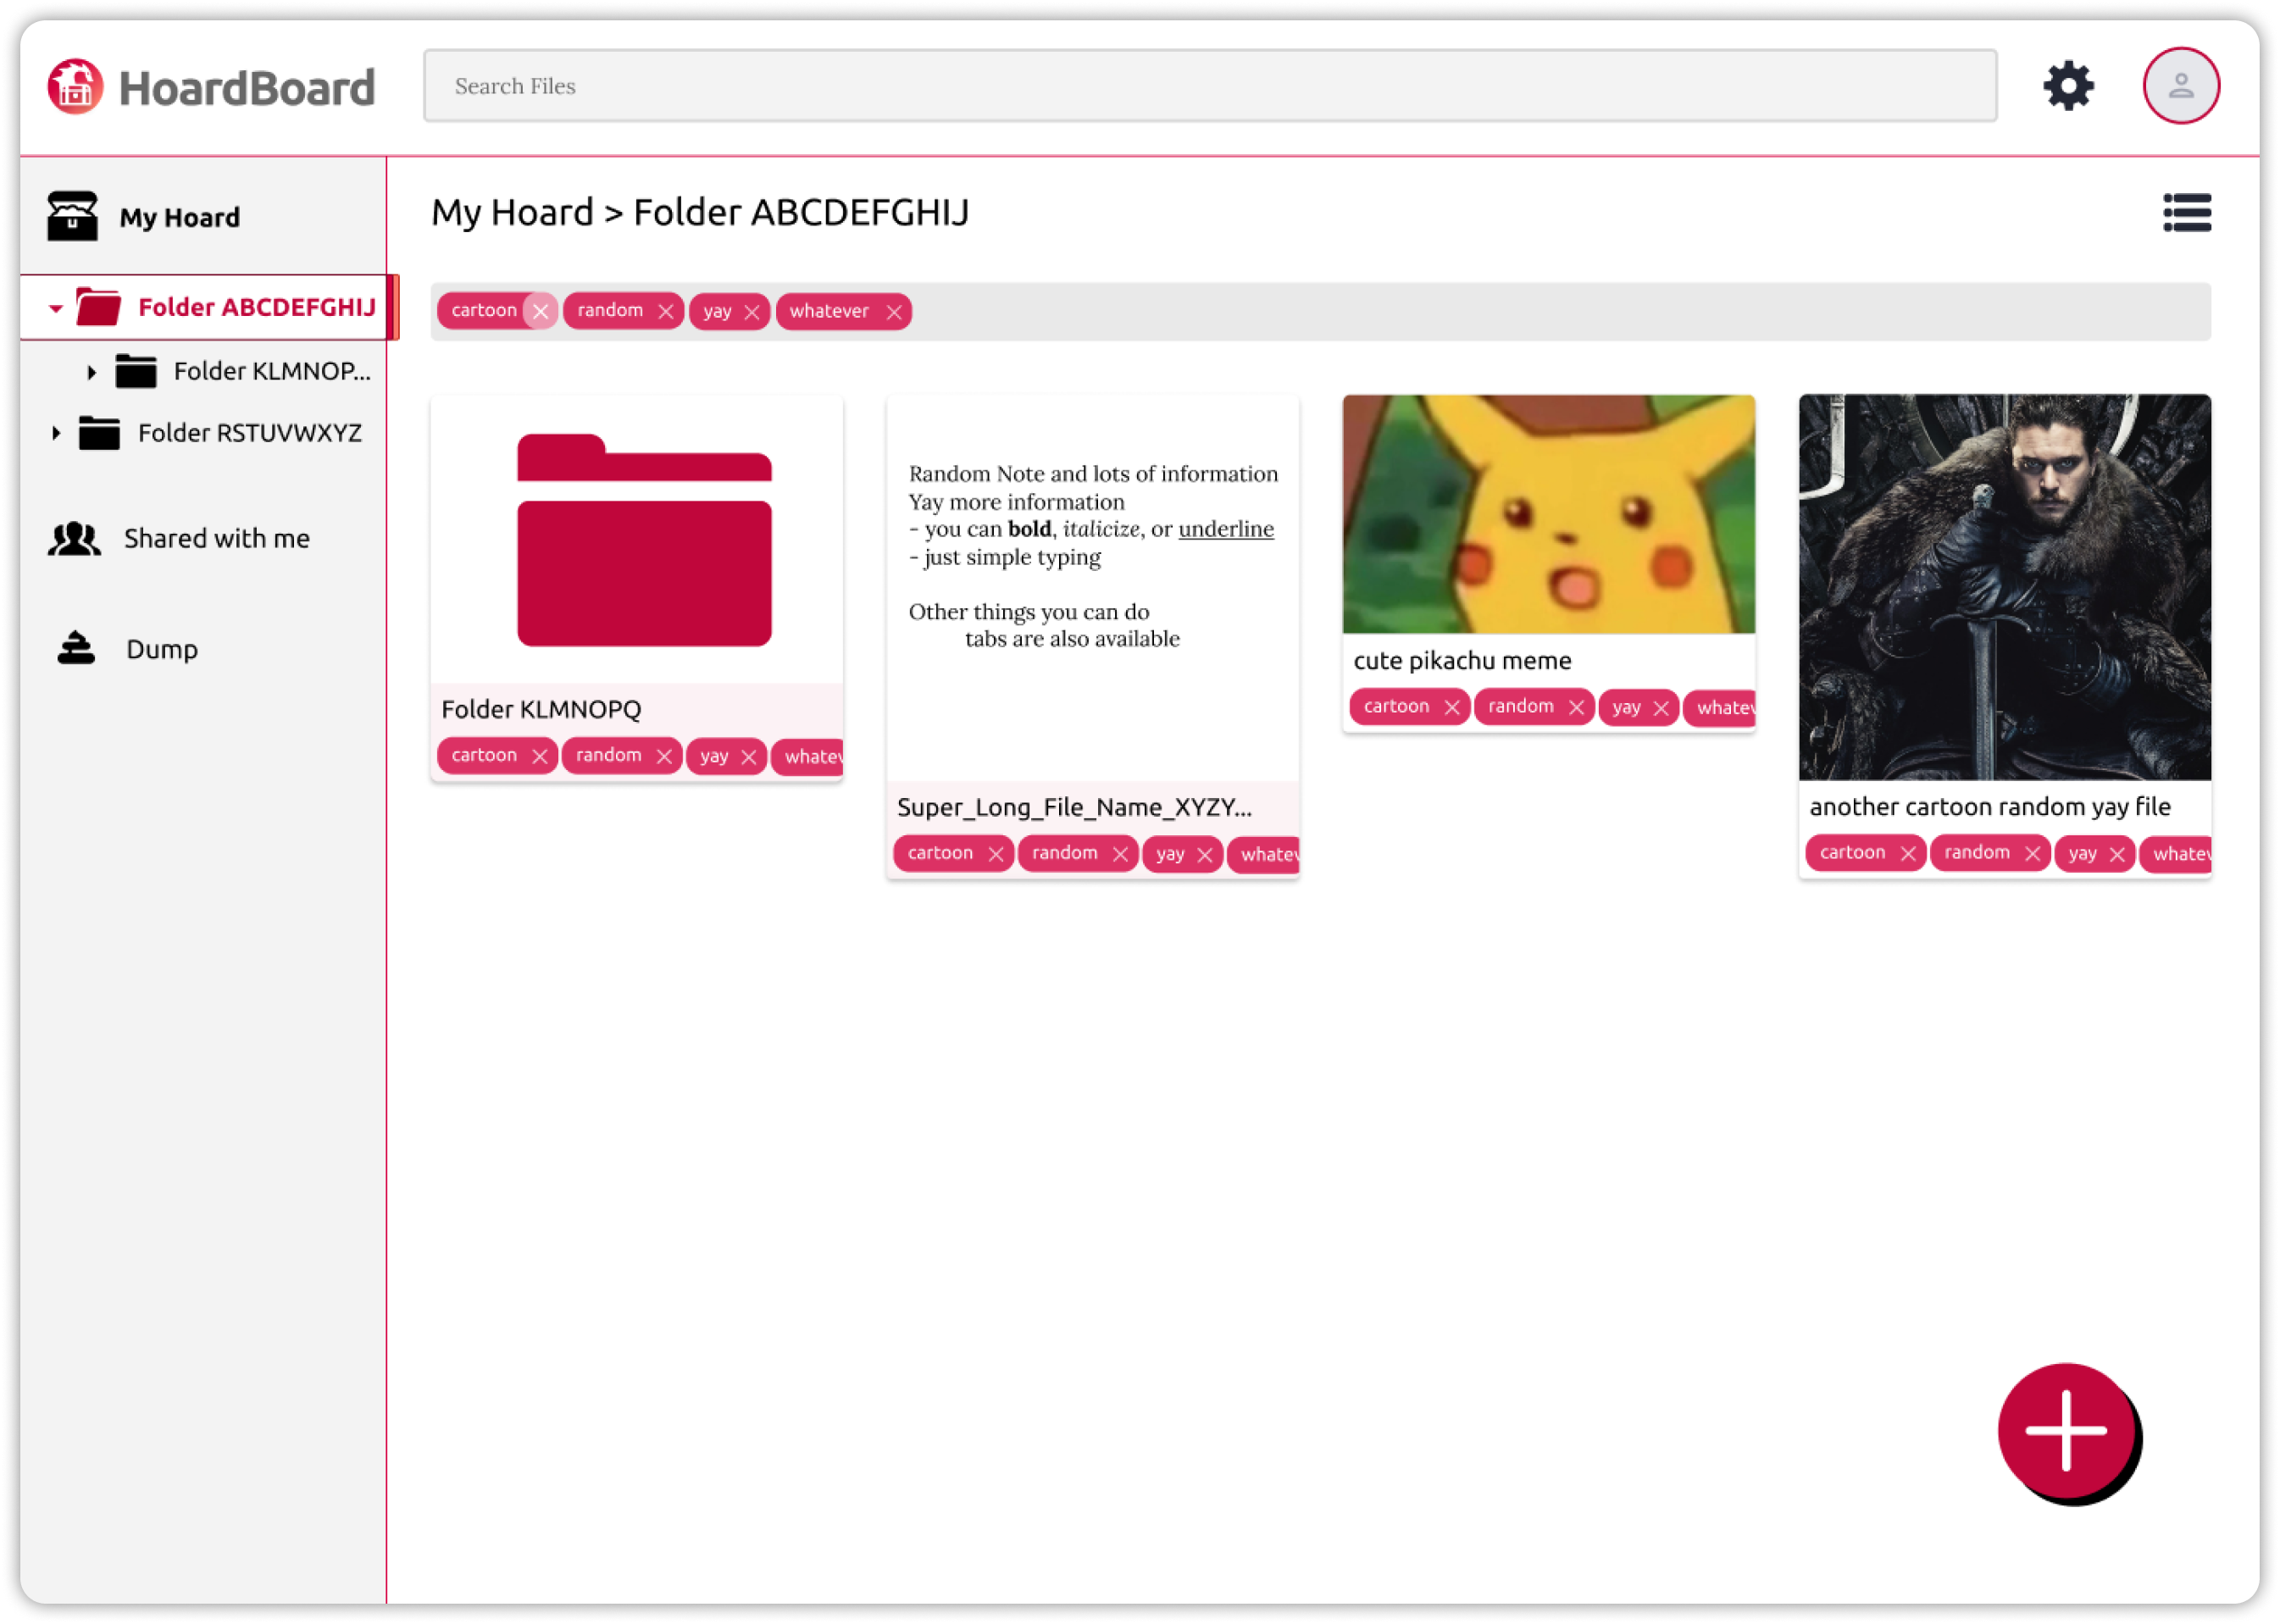 HoardBoard
Search Files
My Hoard
Folder ABCDEFGHIJ
Folder KLMNOP...
Folder RSTUVWXYZ
Shared with me
Dump
My Hoard > Folder ABCDEFGHIJ
cartoon random yay whatever
Folder KLMNOPQ
cartoon random yay whatev
Random Note and lots of information
Yay more information
- you can bold, italicize, or underline
- just simple typing
Other things you can do
tabs are also available
Super_Long_File_Name_XYZY...
cartoon random yay whatev
cute pikachu meme
cartoon random yay whatev
another cartoon random yay file
cartoon random yay whatev